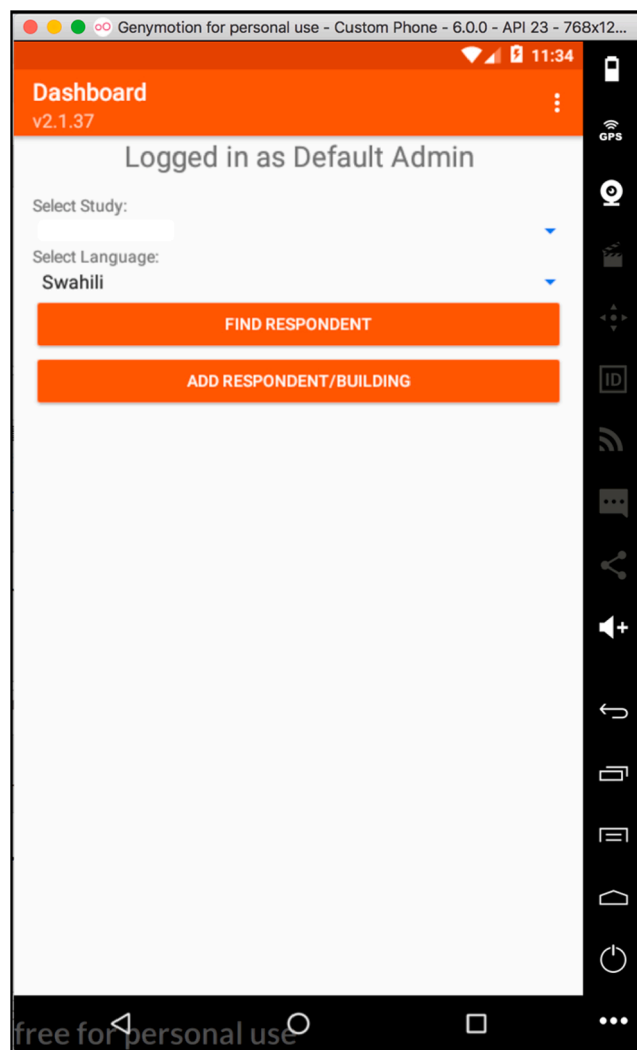 Genymotion for personal use - Custom Phone - 6.0.0 - API 23 - 768x12...
11:34
Dashboard
v2.1.37
GPS
Logged in as Default Admin
Select Study:
Select Language:
Swahili
FIND RESPONDENT
ADD RESPONDENT/BUILDING
ID
free for personal use